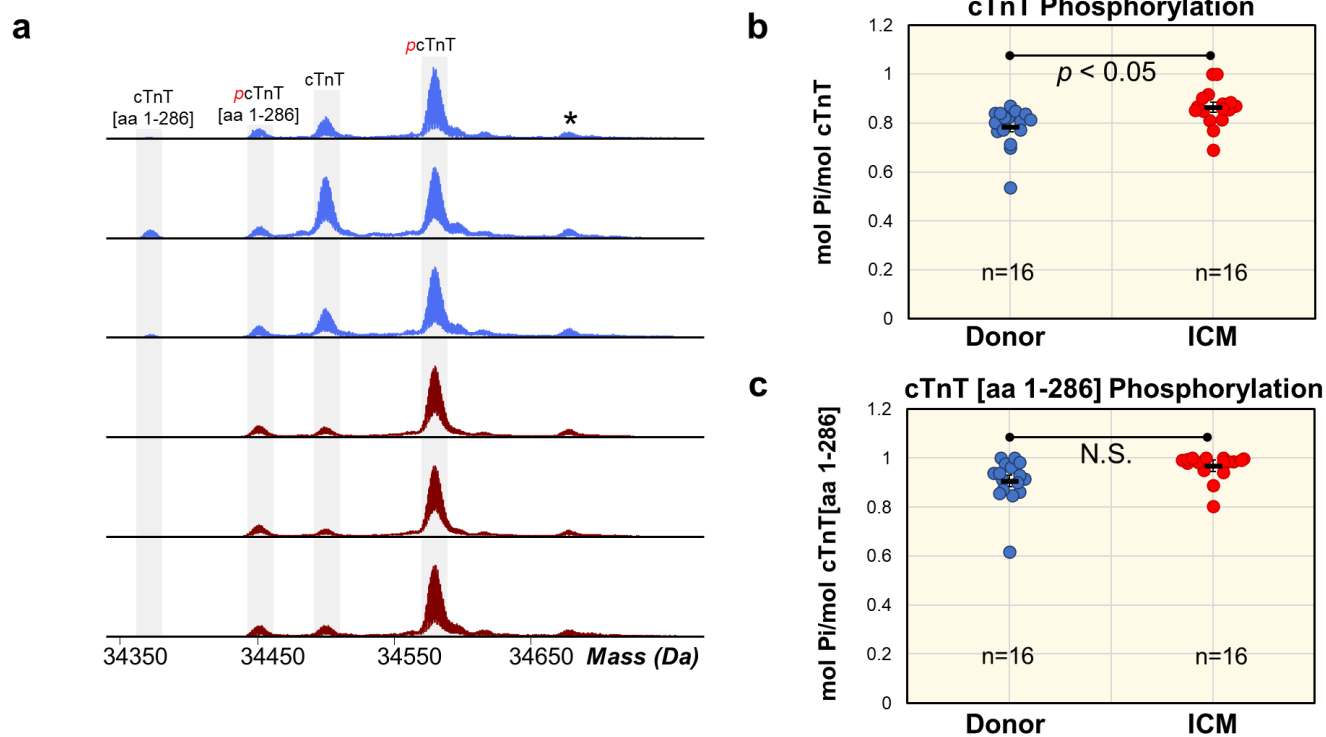 a
cTnT
[aa 1-286]
pcTnT
[aa 1-286]
cTnT
pcTnT
*
34350
34450
34550
34650
Mass (Da)
b
cTnT Phosphorylation
mol Pi/mol cTnT
1.2
1
0.8
0.6
0.4
0.2
0
p < 0.05
n=16
n=16
Donor
ICM
c
cTnT [aa 1-286] Phosphorylation
mol Pi/mol cTnT[aa 1-286]
1.2
1
0.8
0.6
0.4
0.2
0
N.S.
n=16
n=16
Donor
ICM